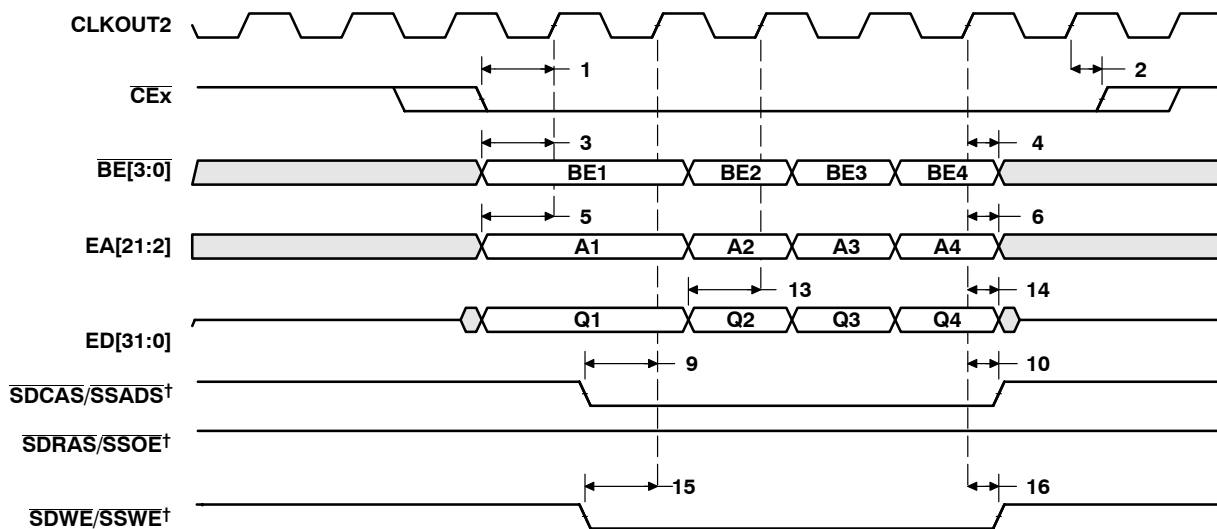 CLKOUT2
1
2
CEx
3
4
BE[3:0]
BE1
BE2
BE3
BE4
5
6
EA[21:2]
A1
A2
A3
A4
13
14
ED[31:0]
Q1
Q2
Q3
Q4
9
10
SDCAS/SSADS†
SDRAS/SSOE†
15
16
SDWE/SSWE†